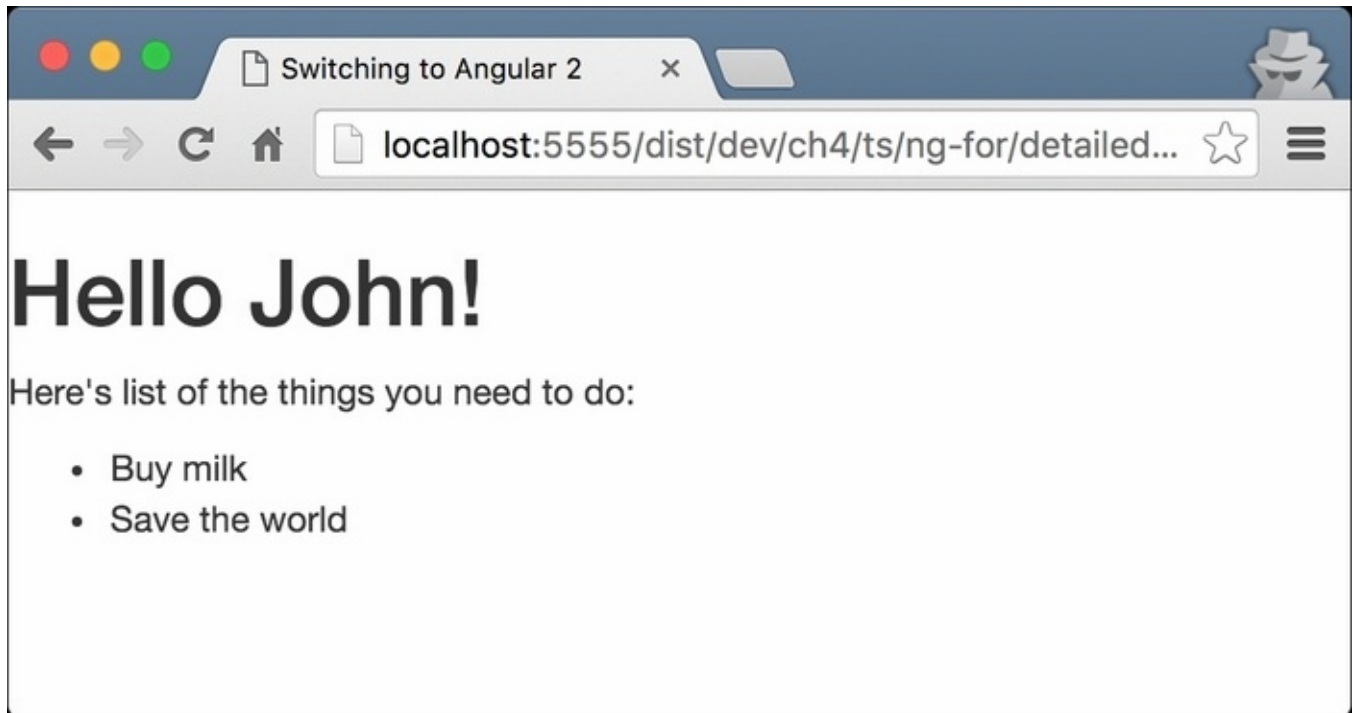 Switching to Angular 2
localhost:5555/dist/dev/ch4/ts/ng-for/detailed...
Hello John!
Here's list of the things you need to do:
• Buy milk
• Save the world